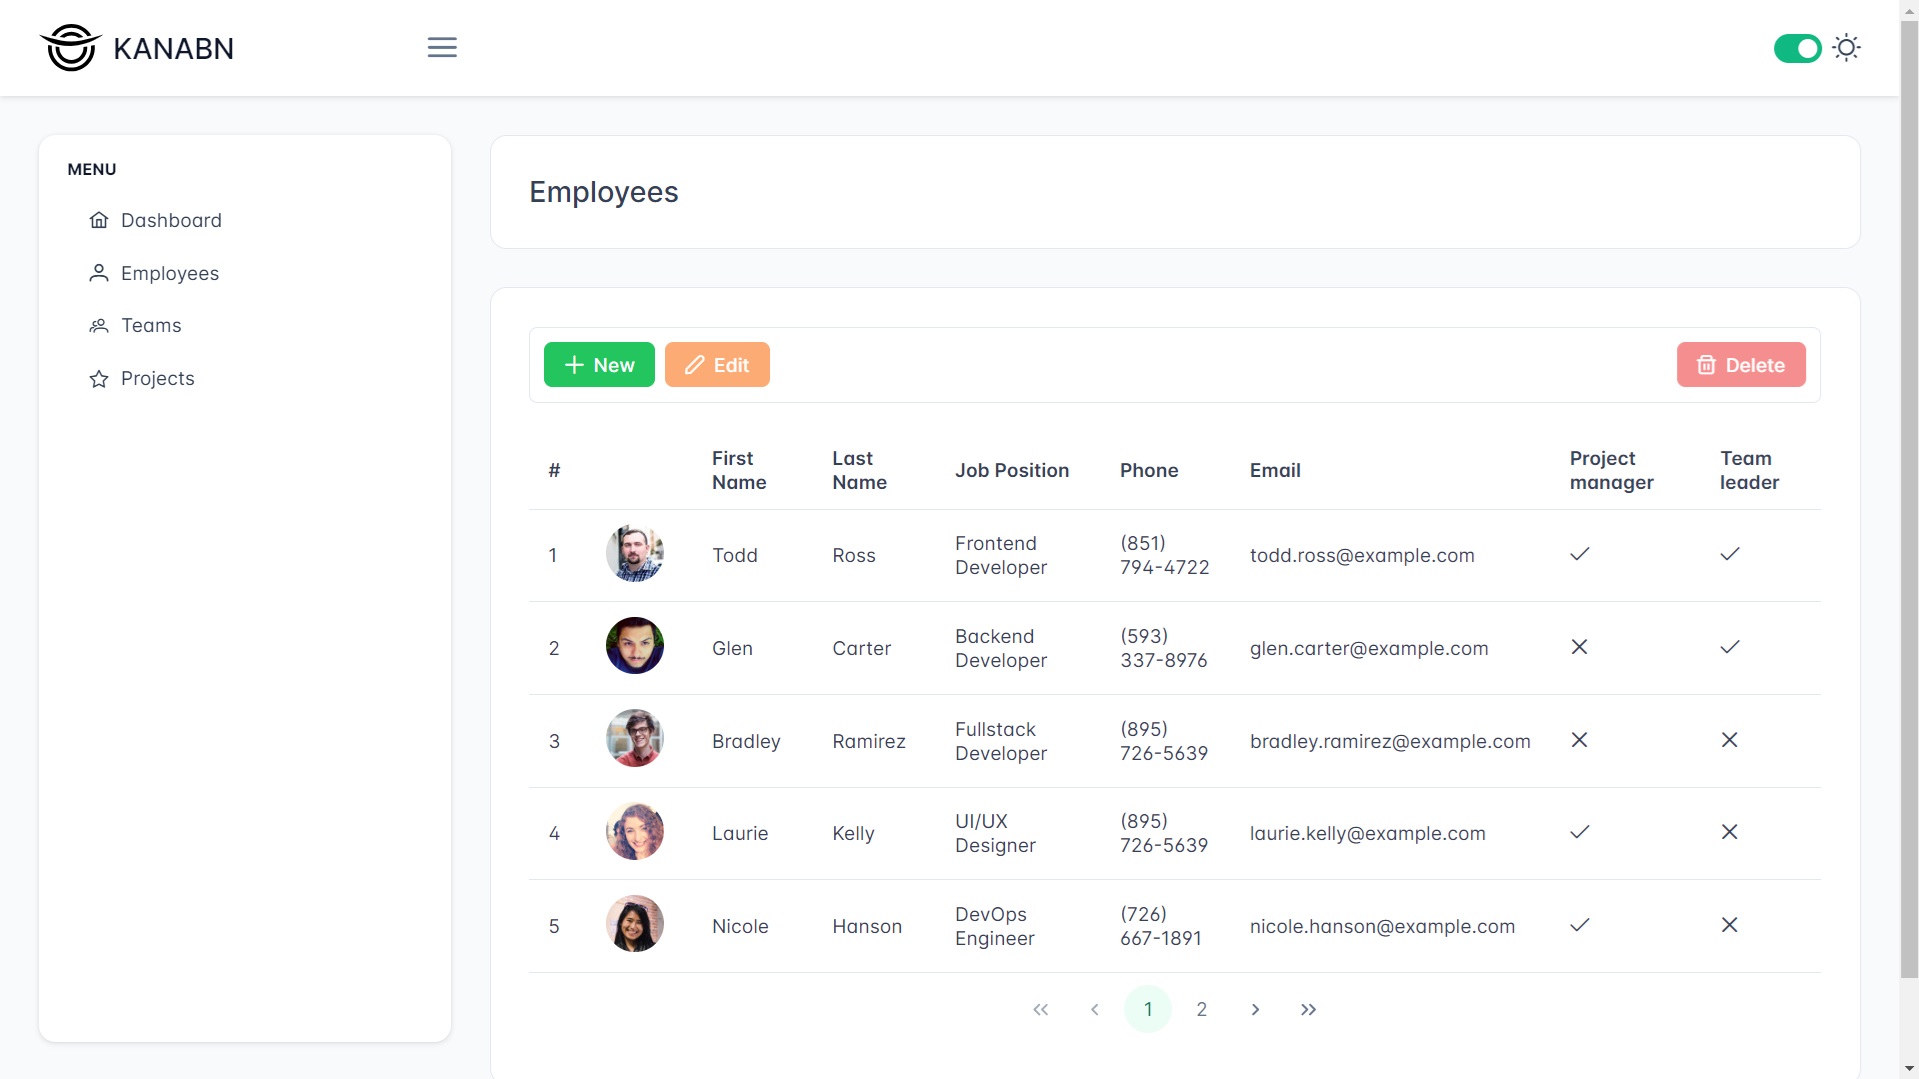 KANABN
MENU
Dashboard
Employees
Teams
Projects
Employees
New
Edit
Delete
#
First
Name
Last
Name
Job Position
Phone
Email
Project
manager
Team
leader
1
Todd
Ross
Frontend
Developer
(851)
794-4722
todd.ross@example.com
2
Glen
Carter
Backend
Developer
(593)
337-8976
glen.carter@example.com
3
Bradley
Ramirez
Fullstack
Developer
(895)
726-5639
bradley.ramirez@example.com
4
Laurie
Kelly
UI/UX
Designer
(895)
726-5639
laurie.kelly@example.com
5
Nicole
Hanson
DevOps
Engineer
(726)
667-1891
nicole.hanson@example.com
1
2